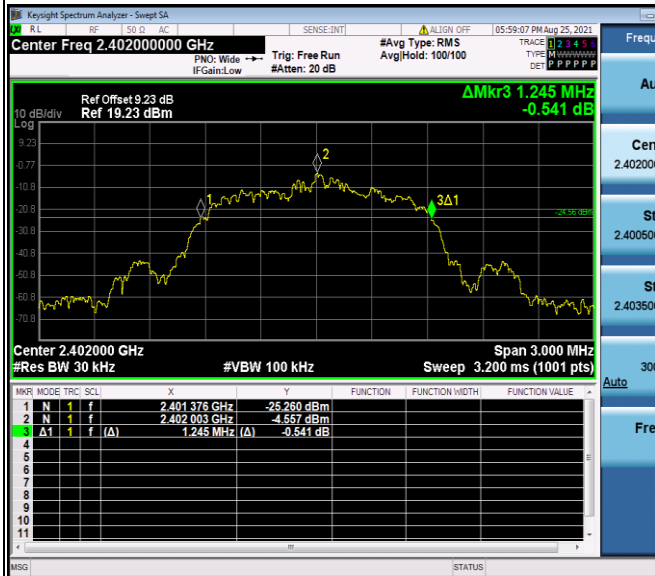 Keysight Spectrum Analyzer - Swept SA
RL RF 50 Ω AC SENSE:INT ALIGN OFF 05:59:07 PM Aug 25, 2021
Center Freq 2.402000000 GHz
PNO: Wide
IFGain:Low
Trig: Free Run
#Atten: 20 dB
#Avg Type: RMS
Avg|Hold: 100/100
TRACE 1 2 3 4 5 6
TYPE M WWWWW
DET P P P P P P
Frequ
Au
Ref Offset 9.23 dB
10 dB/div Ref 19.23 dBm
Log
ΔMkr3 1.245 MHz
-0.541 dB
9.23
-0.77
-10.8
-20.8
-30.8
-40.8
-50.8
-60.8
-70.8
1
2
3Δ1
-24.56 dBm
Cen
2.402000
St
2.400500
St
2.403500
300
Auto
Fre
Center 2.402000 GHz Span 3.000 MHz
#Res BW 30 kHz #VBW 100 kHz Sweep 3.200 ms (1001 pts)
MKR MODE TRC SCL X Y FUNCTION FUNCTION WIDTH FUNCTION VALUE
1 N 1 f 2.401 376 GHz -25.260 dBm
2 N 1 f 2.402 003 GHz -4.557 dBm
3 Δ1 1 f (Δ) 1.245 MHz (Δ) -0.541 dB
4
5
6
7
8
9
10
11
MSG STATUS